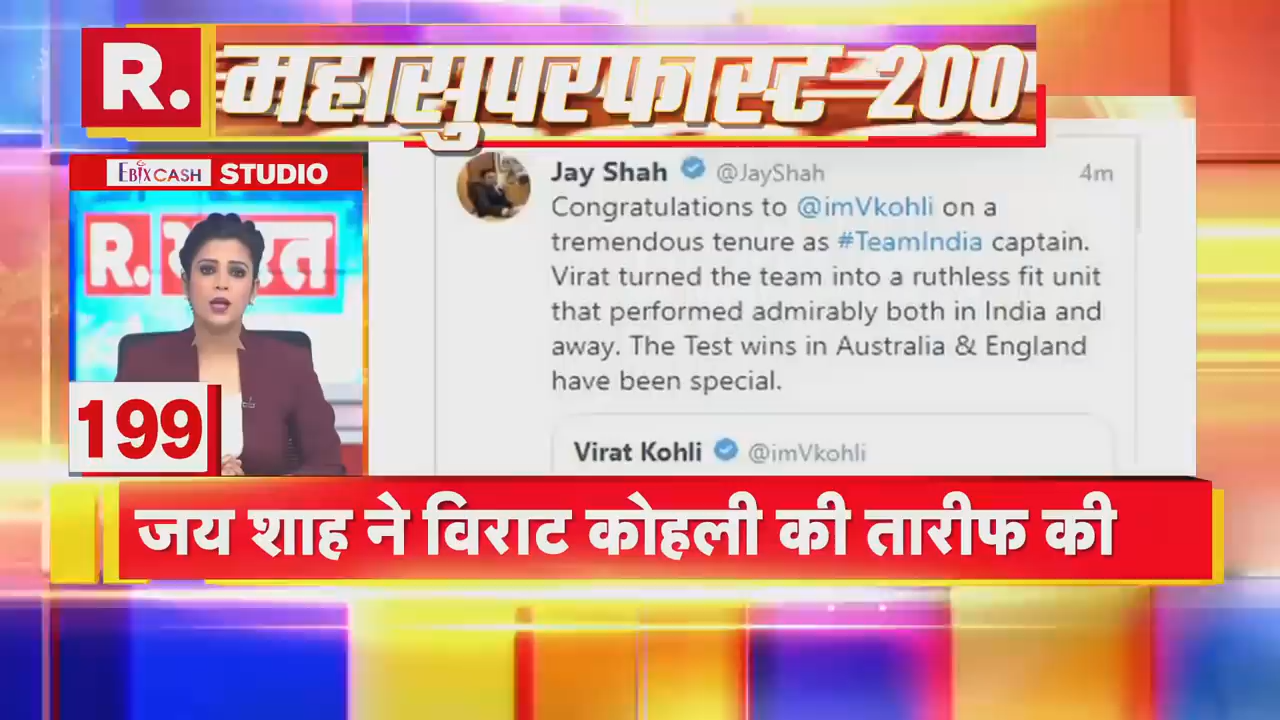 R. महासुपरफास्ट-200
EBIXCASH STUDIO
R. भारत
199
Jay Shah @JayShah 4m
Congratulations to @imVkohli on a
tremendous tenure as #TeamIndia captain.
Virat turned the team into a ruthless fit unit
that performed admirably both in India and
away. The Test wins in Australia & England
have been special.
Virat Kohli @imVkohli
जय शाह ने विराट कोहली की तारीफ की